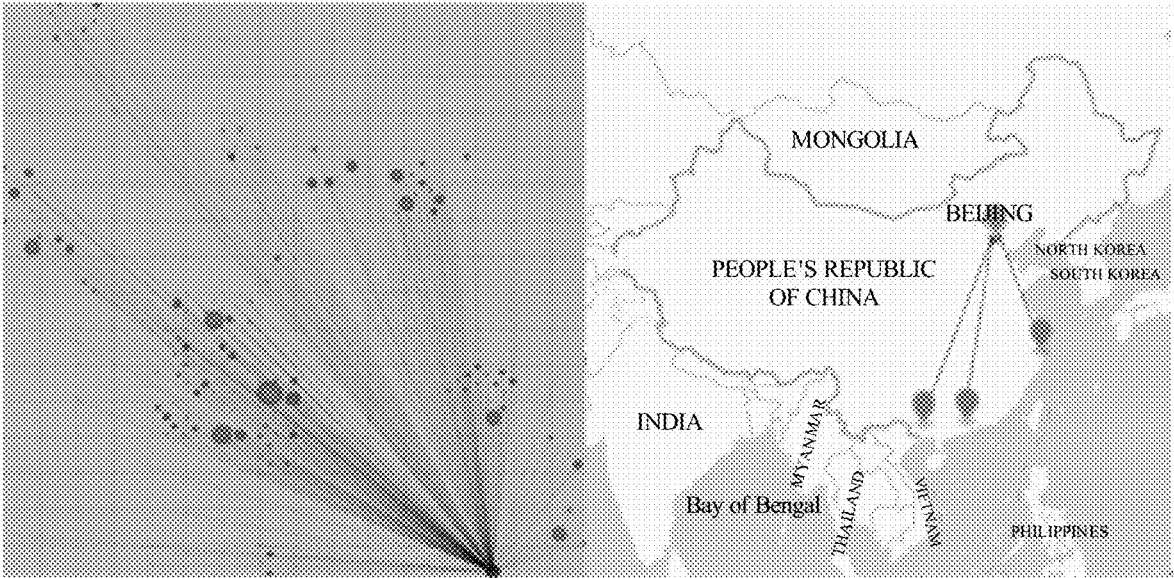 MONGOLIA
BEIJING
NORTH KOREA
SOUTH KOREA
PEOPLE'S REPUBLIC
OF CHINA
INDIA
MYANMAR
Bay of Bengal
THAILAND
VIETNAM
PHILIPPINES